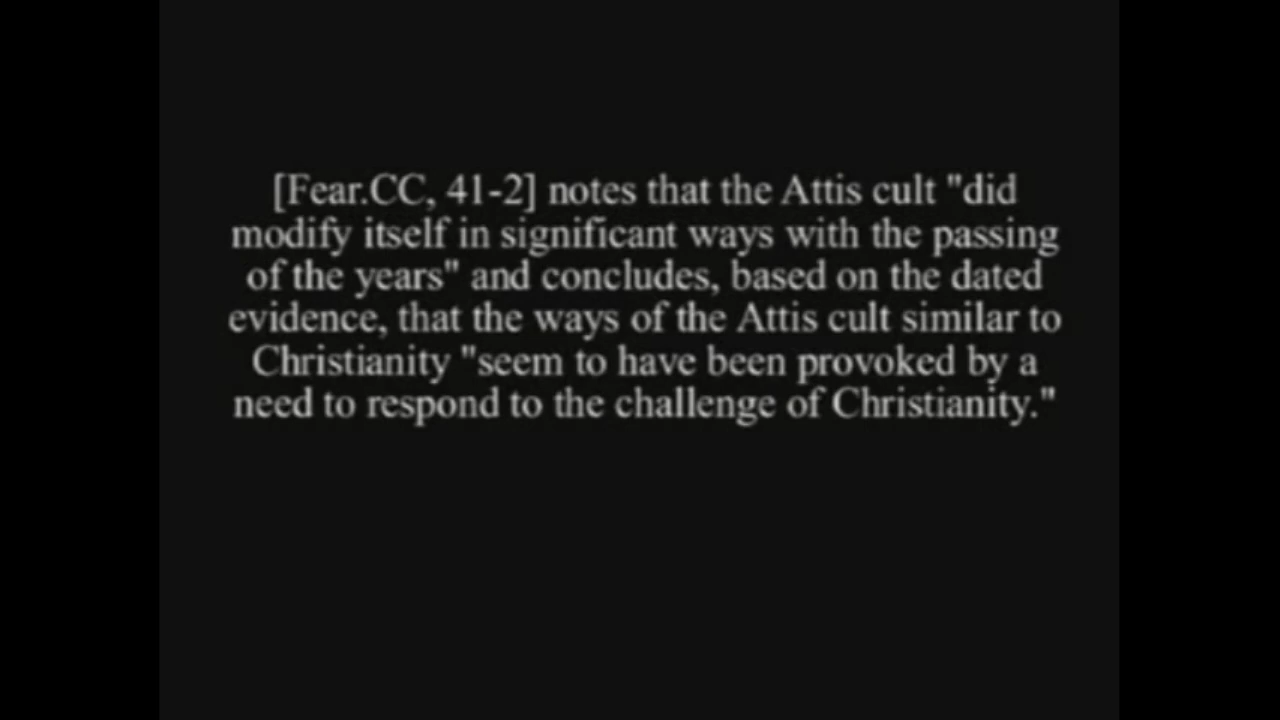 [Fear.CC, 41-2] notes that the Attis cult "did
modify itself in significant ways with the passing
of the years" and concludes, based on the dated
evidence, that the ways of the Attis cult similar to
Christianity "seem to have been provoked by a
need to respond to the challenge of Christianity."